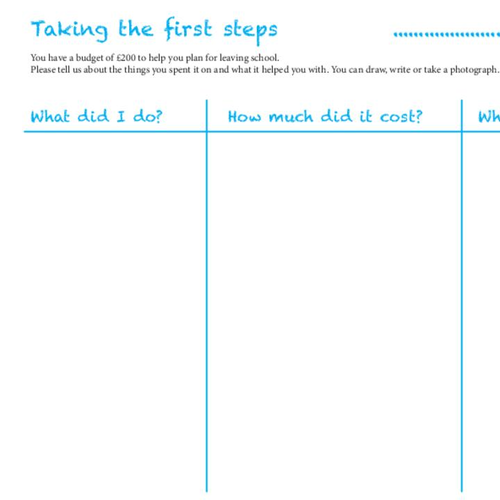 Taking the first steps
You have a budget of £200 to help you plan for leaving school.
Please tell us about the things you spent it on and what it helped you with. You can draw, write or take a photograph.
What did I do?
How much did it cost?
Wh